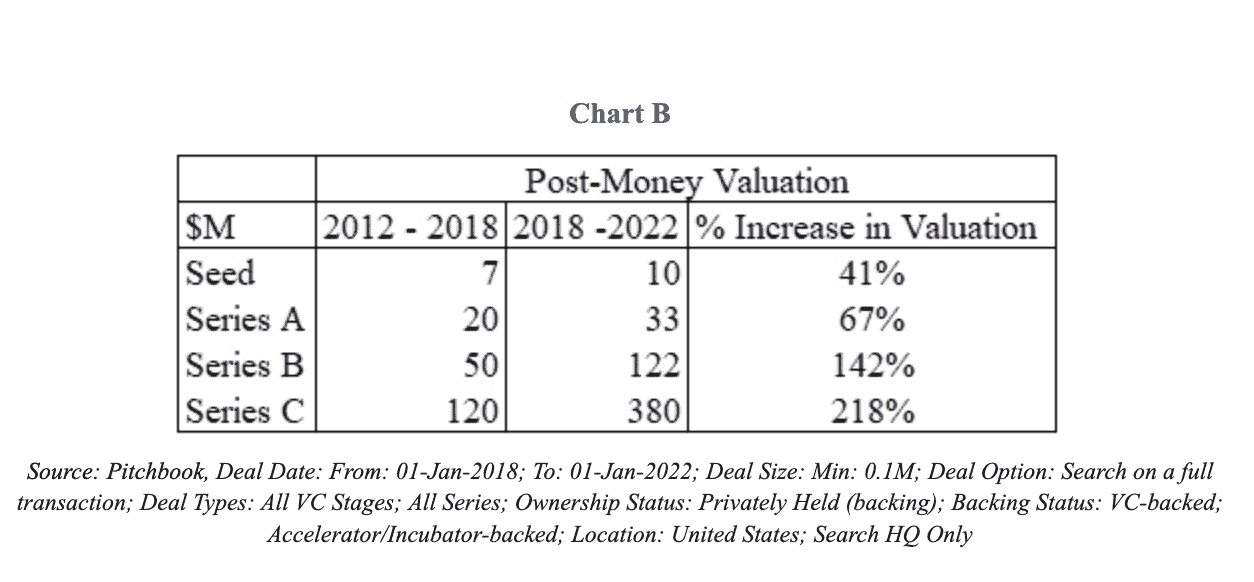 Chart B
Post-Money Valuation
$M 2012 - 2018 2018 -2022 % Increase in Valuation
Seed 7 10 41%
Series A 20 33 67%
Series B 50 122 142%
Series C 120 380 218%
Source: Pitchbook, Deal Date: From: 01-Jan-2018; To: 01-Jan-2022; Deal Size: Min: 0.1M; Deal Option: Search on a full
transaction; Deal Types: All VC Stages; All Series; Ownership Status: Privately Held (backing); Backing Status: VC-backed;
Accelerator/Incubator-backed; Location: United States; Search HQ Only